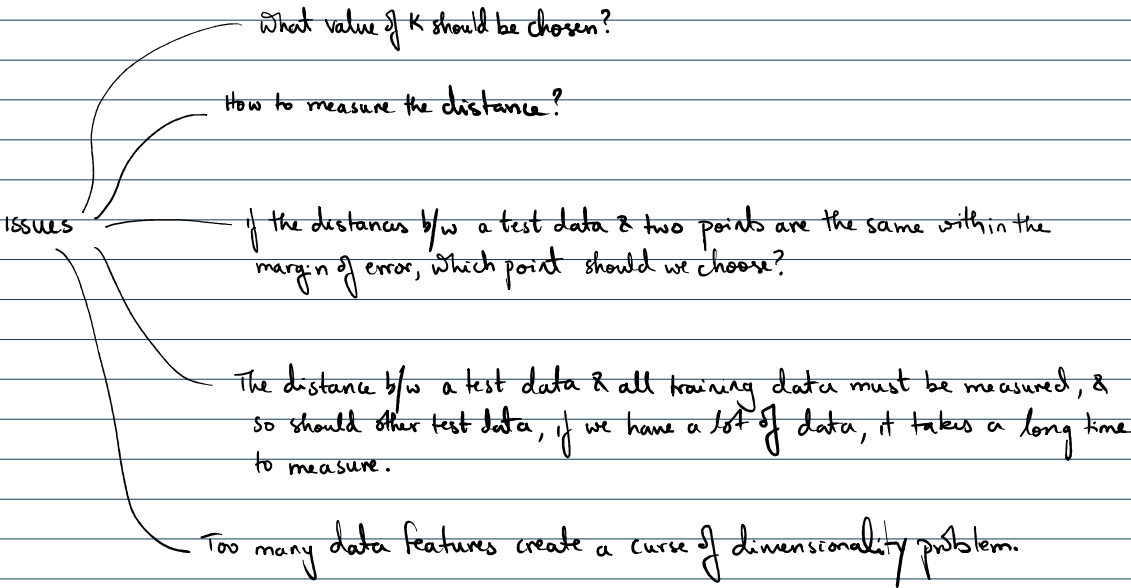 What value of K should be chosen?
How to measure the distance?
Issues
if the distances b/w a test data & two points are the same within the
margin of error, which point should we choose?
The distance b/w a test data & all training data must be measured, &
so should other test data, if we have a lot of data, it takes a long time
to measure.
Too many data features create a curse of dimensionality problem.